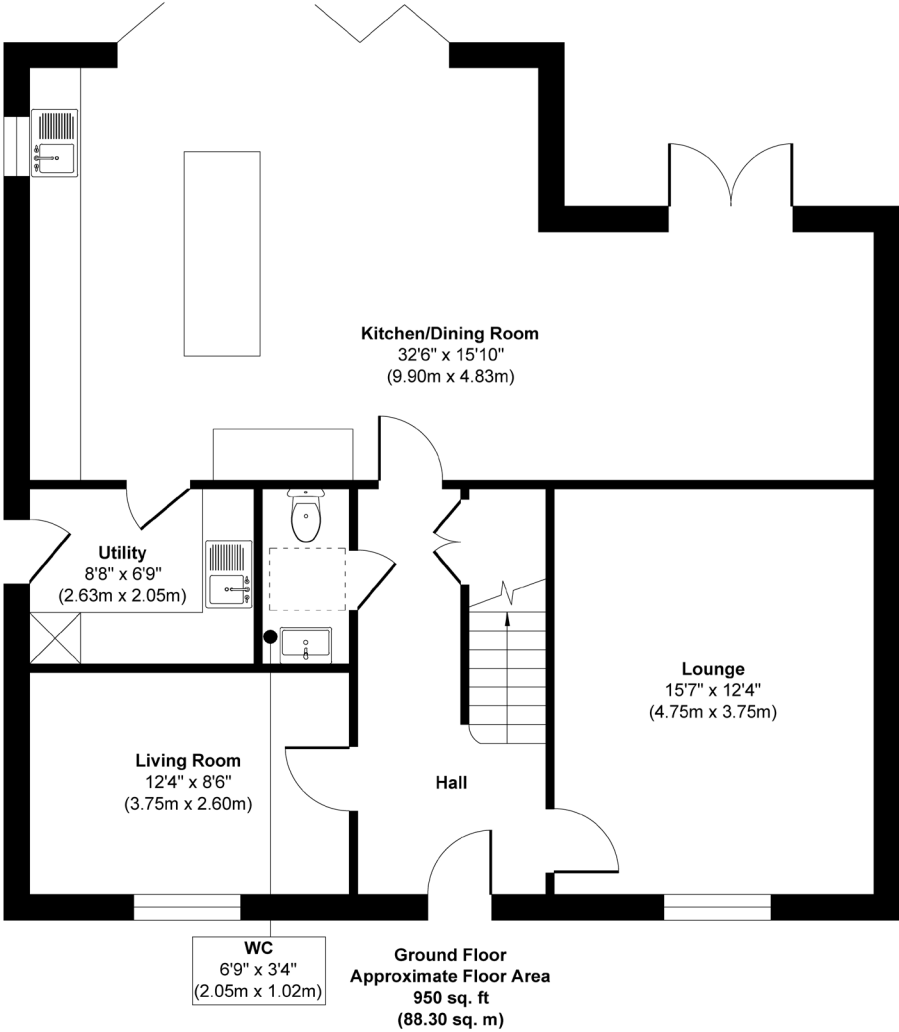 Kitchen/Dining Room
32'6" x 15'10"
(9.90m x 4.83m)
Utility
8'8" x 6'9"
(2.63m x 2.05m)
Lounge
15'7" x 12'4"
(4.75m x 3.75m)
Living Room
12'4" x 8'6"
(3.75m x 2.60m)
Hall
WC
6'9" x 3'4"
(2.05m x 1.02m)
Ground Floor
Approximate Floor Area
950 sq. ft
(88.30 sq. m)